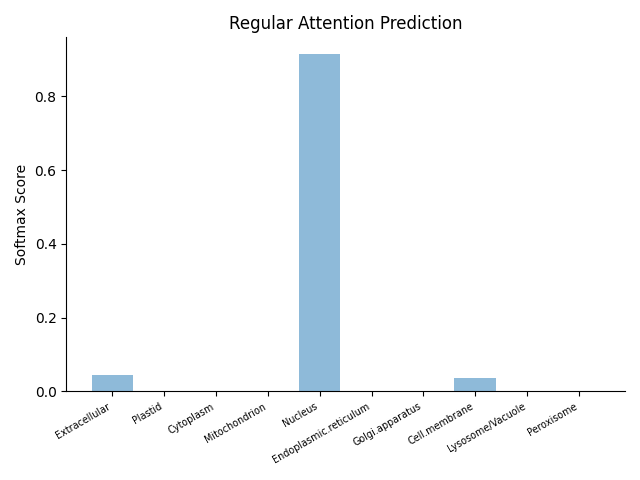 Regular Attention Prediction
Softmax Score
0.8
0.6
0.4
0.2
0.0
Extracellular
Plastid
Cytoplasm
Mitochondrion
Nucleus
Endoplasmic.reticulum
Golgi.apparatus
Cell.membrane
Lysosome/Vacuole
Peroxisome